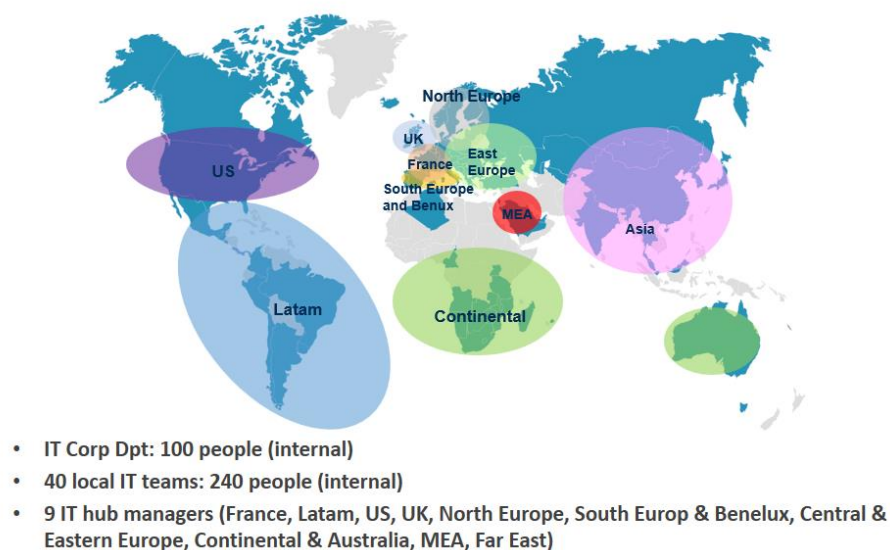 North Europe
UK
East
Europe
France
US
South Europe
and Benux
MEA
Asia
Latam
Continental
• IT Corp Dpt: 100 people (internal)
• 40 local IT teams: 240 people (internal)
• 9 IT hub managers (France, Latam, US, UK, North Europe, South Europ & Benelux, Central &
Eastern Europe, Continental & Australia, MEA, Far East)